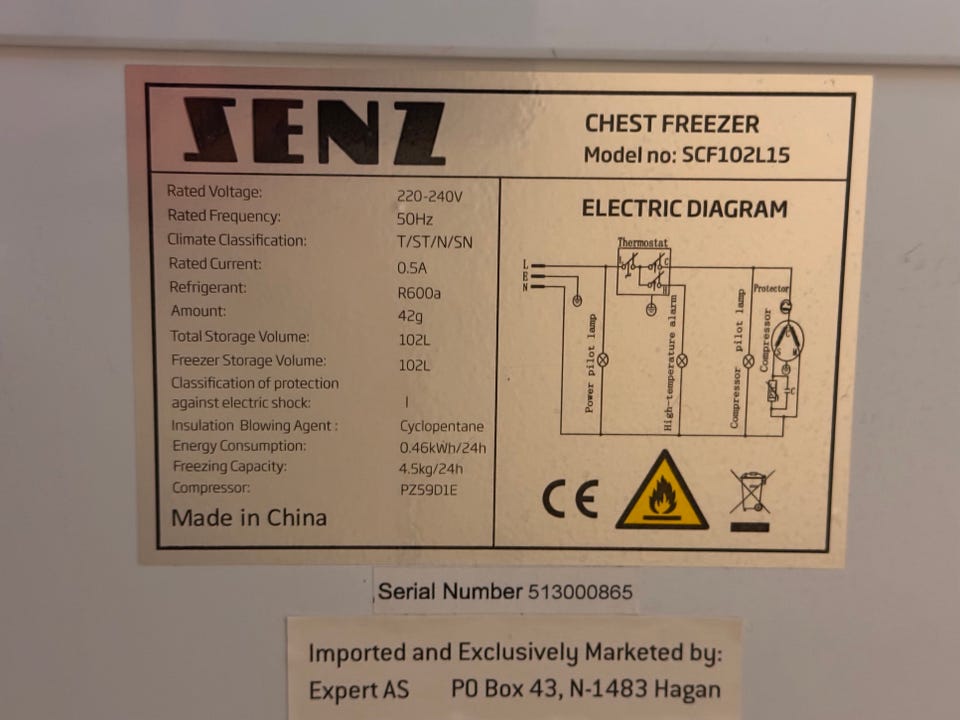 SENZ
CHEST FREEZER
Model no: SCF102L15
Rated Voltage: 220-240V
Rated Frequency: 50Hz
Climate Classification: T/ST/N/SN
Rated Current: 0.5A
Refrigerant: R600a
Amount: 42g
Total Storage Volume: 102L
Freezer Storage Volume: 102L
Classification of protection
against electric shock: I
Insulation Blowing Agent : Cyclopentane
Energy Consumption: 0.46kWh/24h
Freezing Capacity: 4.5kg/24h
Compressor: PZ59D1E
Made in China
ELECTRIC DIAGRAM
Thermostat
L
E
N
L
C
H
Power pilot lamp
High-temperature alarm
Compressor pilot lamp
Protector
Compressor
C
S
M
C
CE
Serial Number 513000865
Imported and Exclusively Marketed by:
Expert AS PO Box 43, N-1483 Hagan